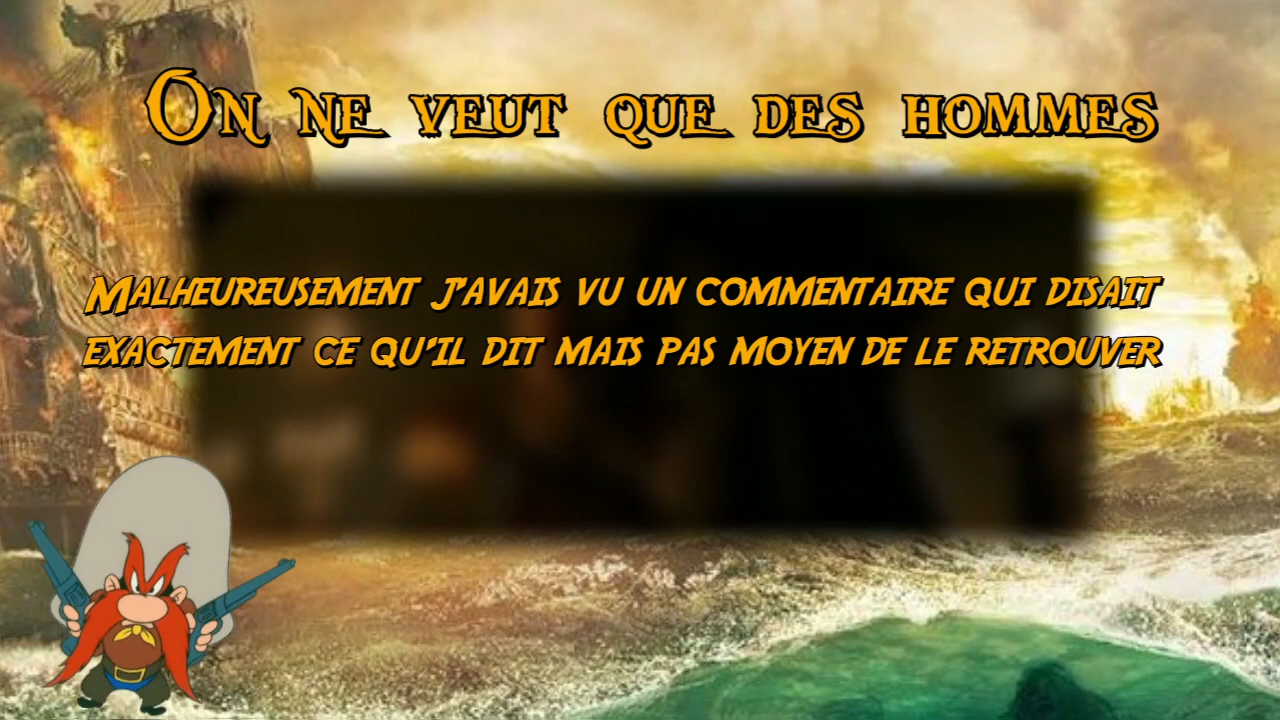 On ne veut que des hommes
Malheureusement j'avais vu un commentaire qui disait
exactement ce qu'il dit mais pas moyen de le retrouver